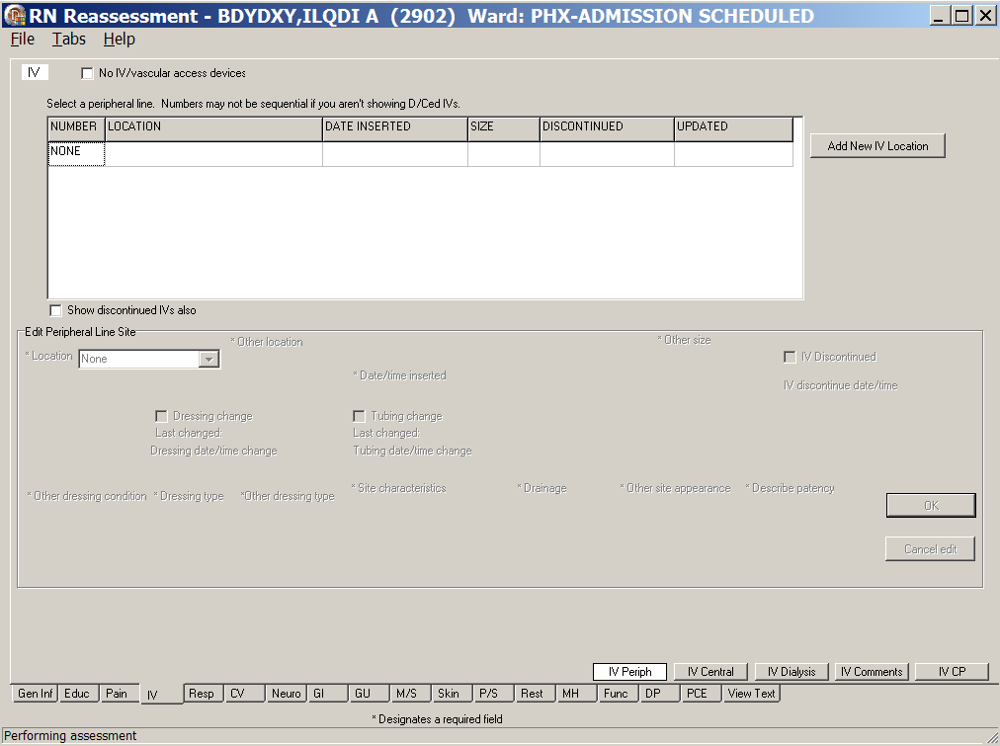 RN Reassessment - BDYDXY,ILQDI A (2902) Ward: PHX-ADMISSION SCHEDULED
File Tabs Help
IV No IV/vascular access devices
Select a peripheral line. Numbers may not be sequential if you aren't showing D/Ced IVs.
NUMBER LOCATION DATE INSERTED SIZE DISCONTINUED UPDATED
NONE
Add New IV Location
Show discontinued IVs also
Edit Peripheral Line Site
* Location None * Other location * Other size
IV Discontinued
* Date/time inserted
IV discontinue date/time
Dressing change Tubing change
Last changed: Last changed:
Dressing date/time change Tubing date/time change
* Other dressing condition * Dressing type *Other dressing type * Site characteristics * Drainage * Other site appearance * Describe patency
OK
Cancel edit
IV Periph IV Central IV Dialysis IV Comments IV CP
Gen Inf Educ Pain IV Resp CV Neuro GI GU M/S Skin P/S Rest MH Func DP PCE View Text
* Designates a required field
Performing assessment